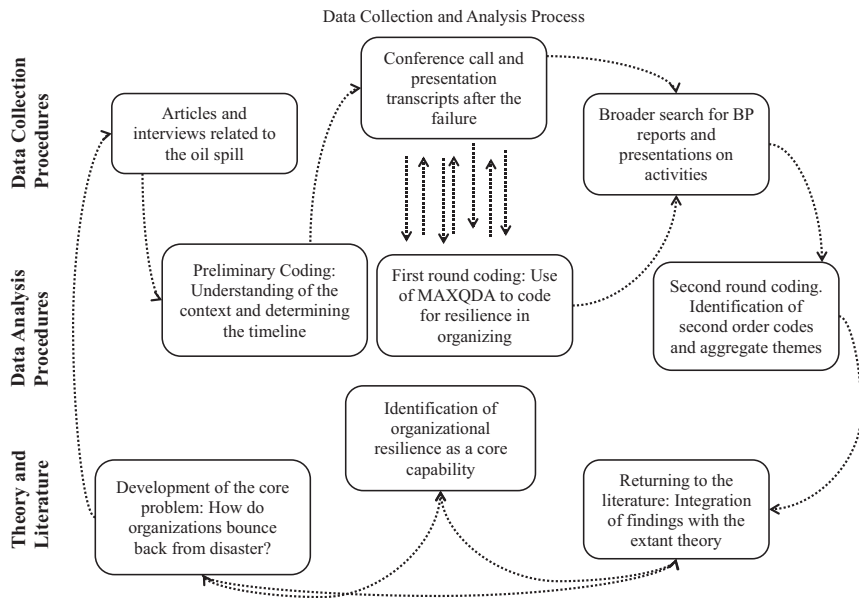 Data Collection and Analysis Process
Data Collection
Procedures
Conference call and
presentation
transcripts after the
failure
Articles and
interviews related to
the oil spill
Broader search for BP
reports and
presentations on
activities
Data Analysis
Procedures
Preliminary Coding:
Understanding of the
context and determining
the timeline
First round coding: Use
of MAXQDA to code
for resilience in
organizing
Second round coding.
Identification of
second order codes
and aggregate themes
Theory and
Literature
Identification of
organizational
resilience as a core
capability
Development of the core
problem: How do
organizations bounce
back from disaster?
Returning to the
literature: Integration
of findings with the
extant theory